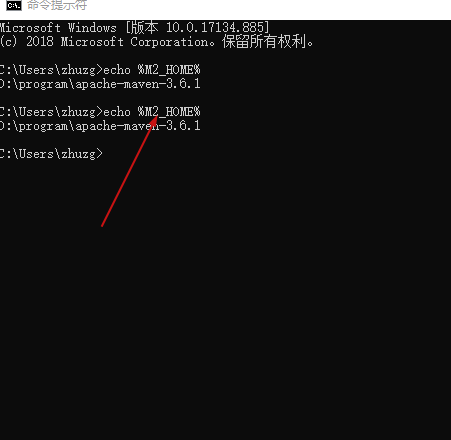 命令提示符
Microsoft Windows [版本 10.0.17134.885]
(c) 2018 Microsoft Corporation。保留所有权利。
C:\Users\zhuzg>echo %M2_HOME%
D:\program\apache-maven-3.6.1
C:\Users\zhuzg>echo %M2_HOME%
D:\program\apache-maven-3.6.1
C:\Users\zhuzg>